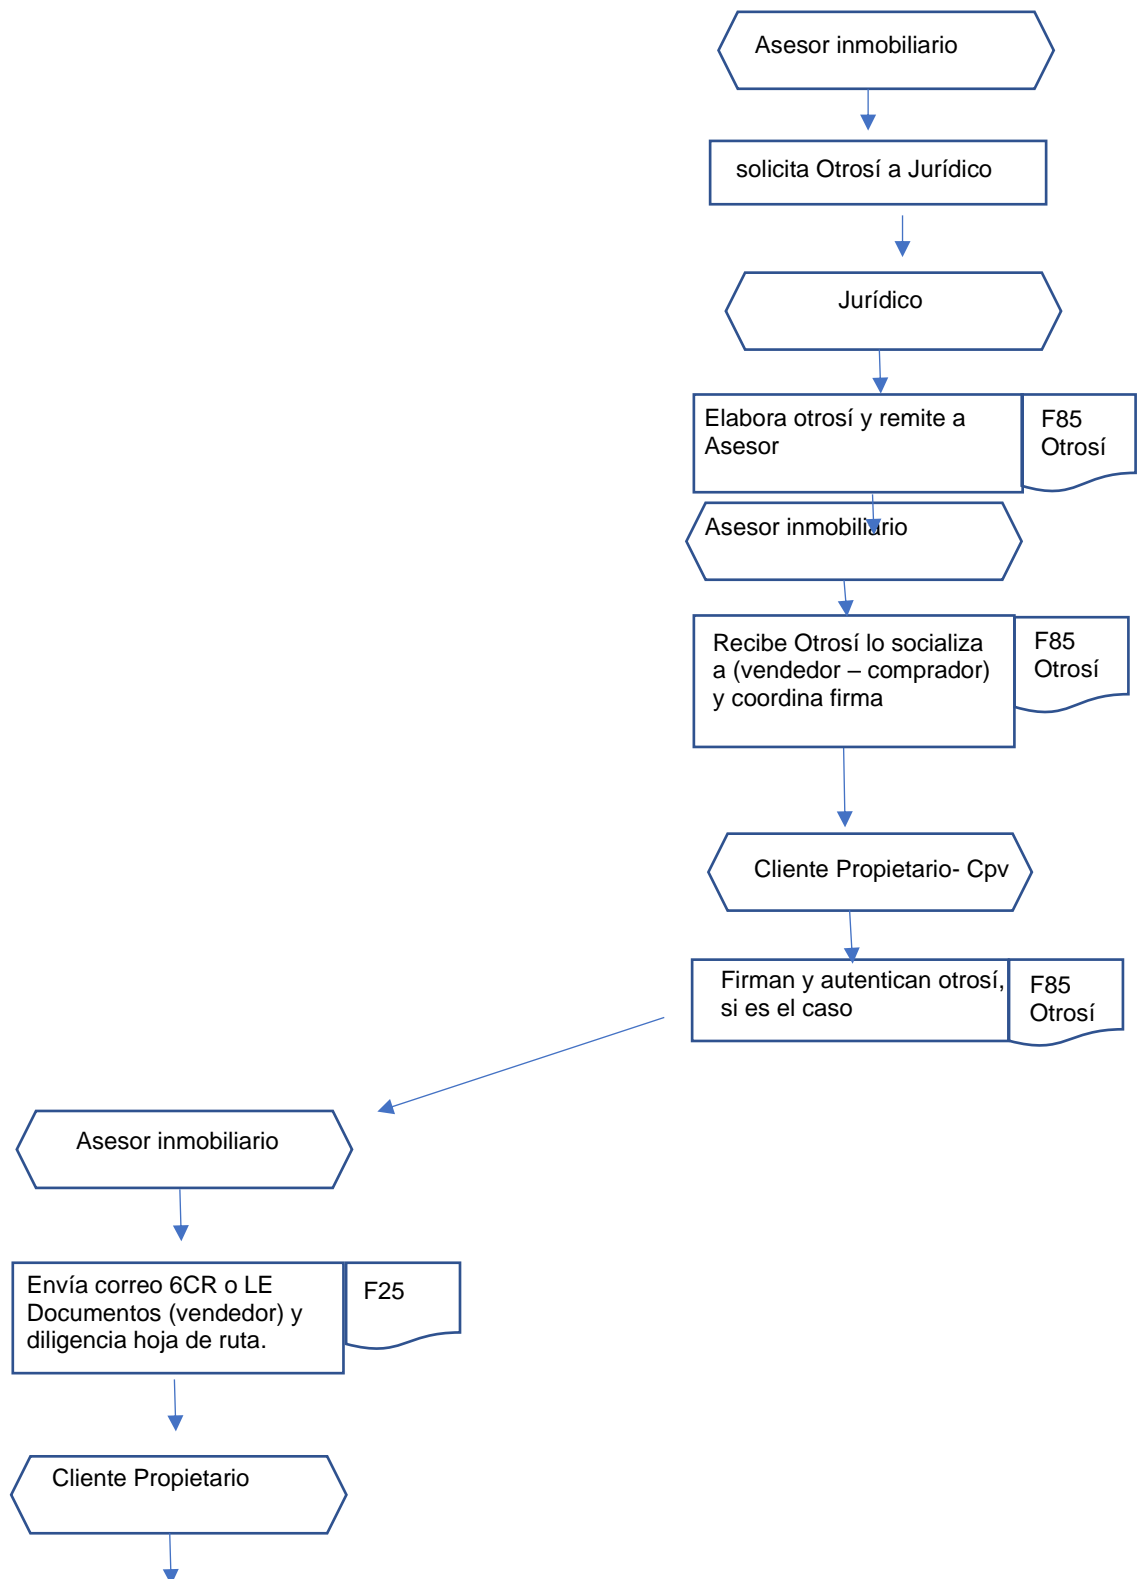 Asesor inmobiliario
solicita Otrosí a Jurídico
Jurídico
Elabora otrosí y remite a
Asesor
F85
Otrosí
Asesor inmobiliario
Recibe Otrosí lo socializa
a (vendedor – comprador)
y coordina firma
F85
Otrosí
Cliente Propietario- Cpv
Firman y autentican otrosí,
si es el caso
F85
Otrosí
Asesor inmobiliario
Envía correo 6CR o LE
Documentos (vendedor) y
diligencia hoja de ruta.
F25
Cliente Propietario